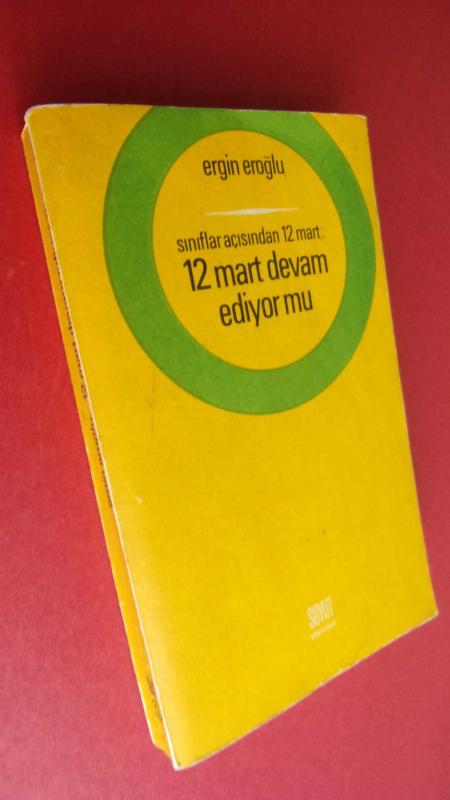 ergin eroğlu
sınıflar açısından 12 mart:
12 mart devam
ediyor mu